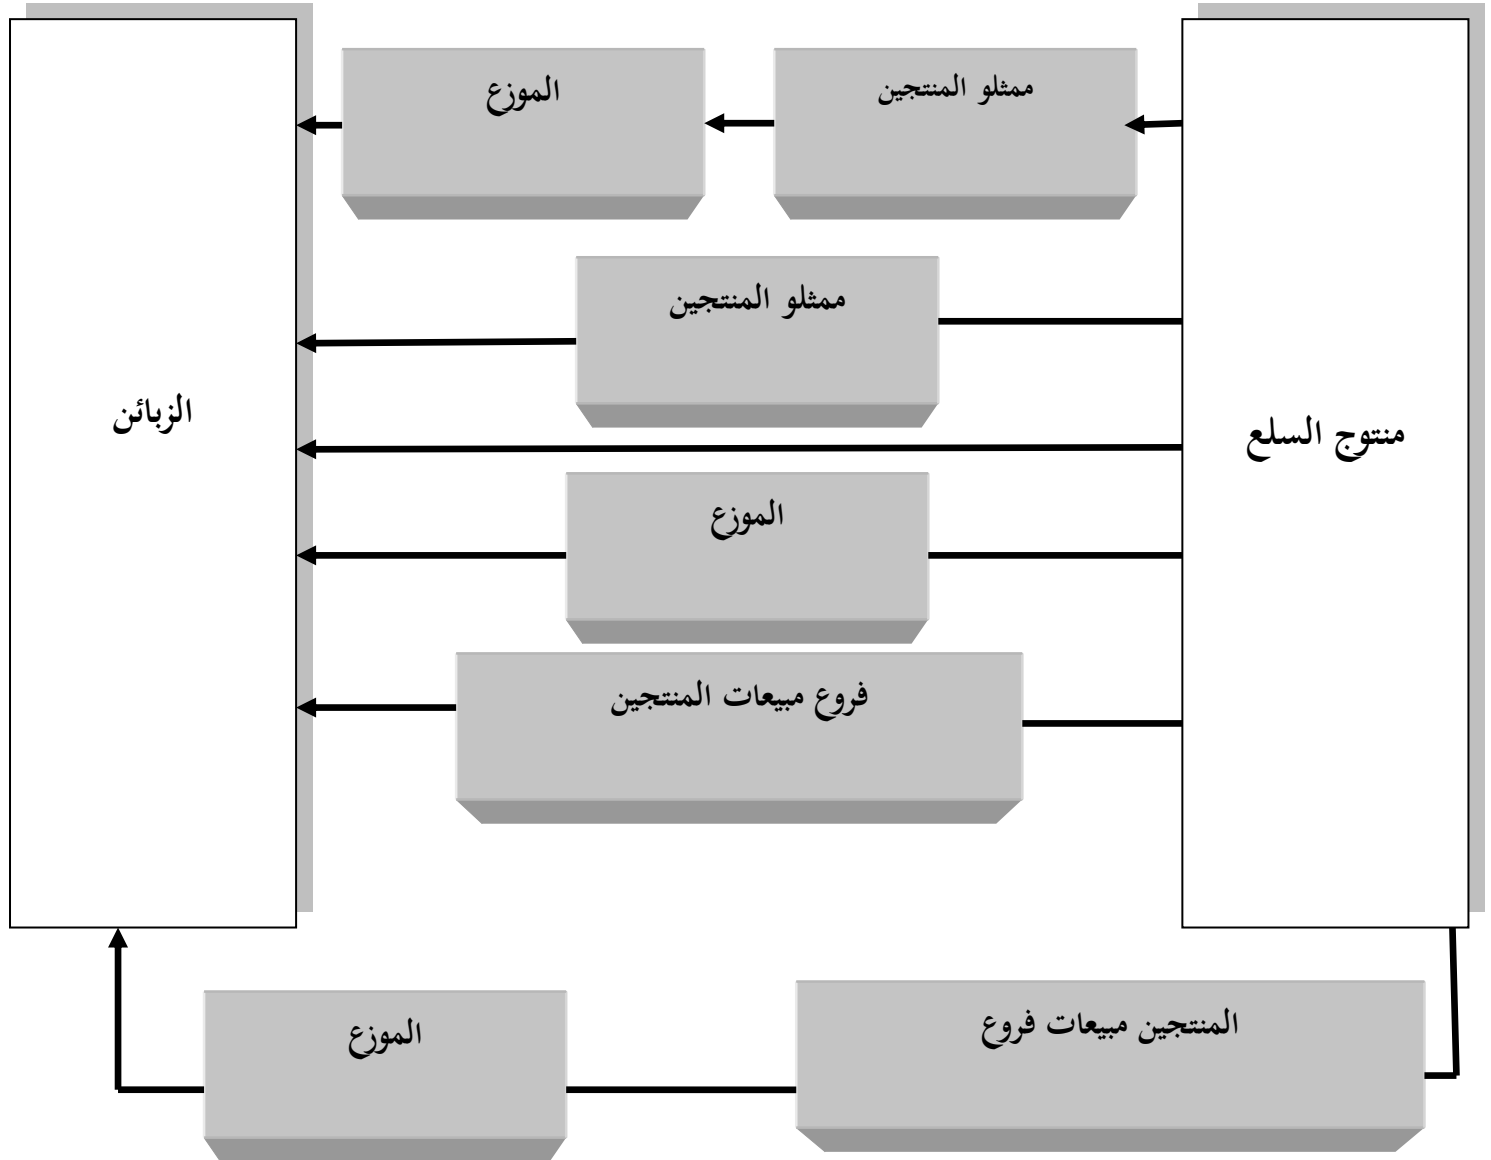 ممثلو المنتجين
الموزع
ممثلو المنتجين
الزبائن
منتوج السلع
الموزع
فروع مبيعات المنتجين
المنتجين مبيعات فروع
الموزع